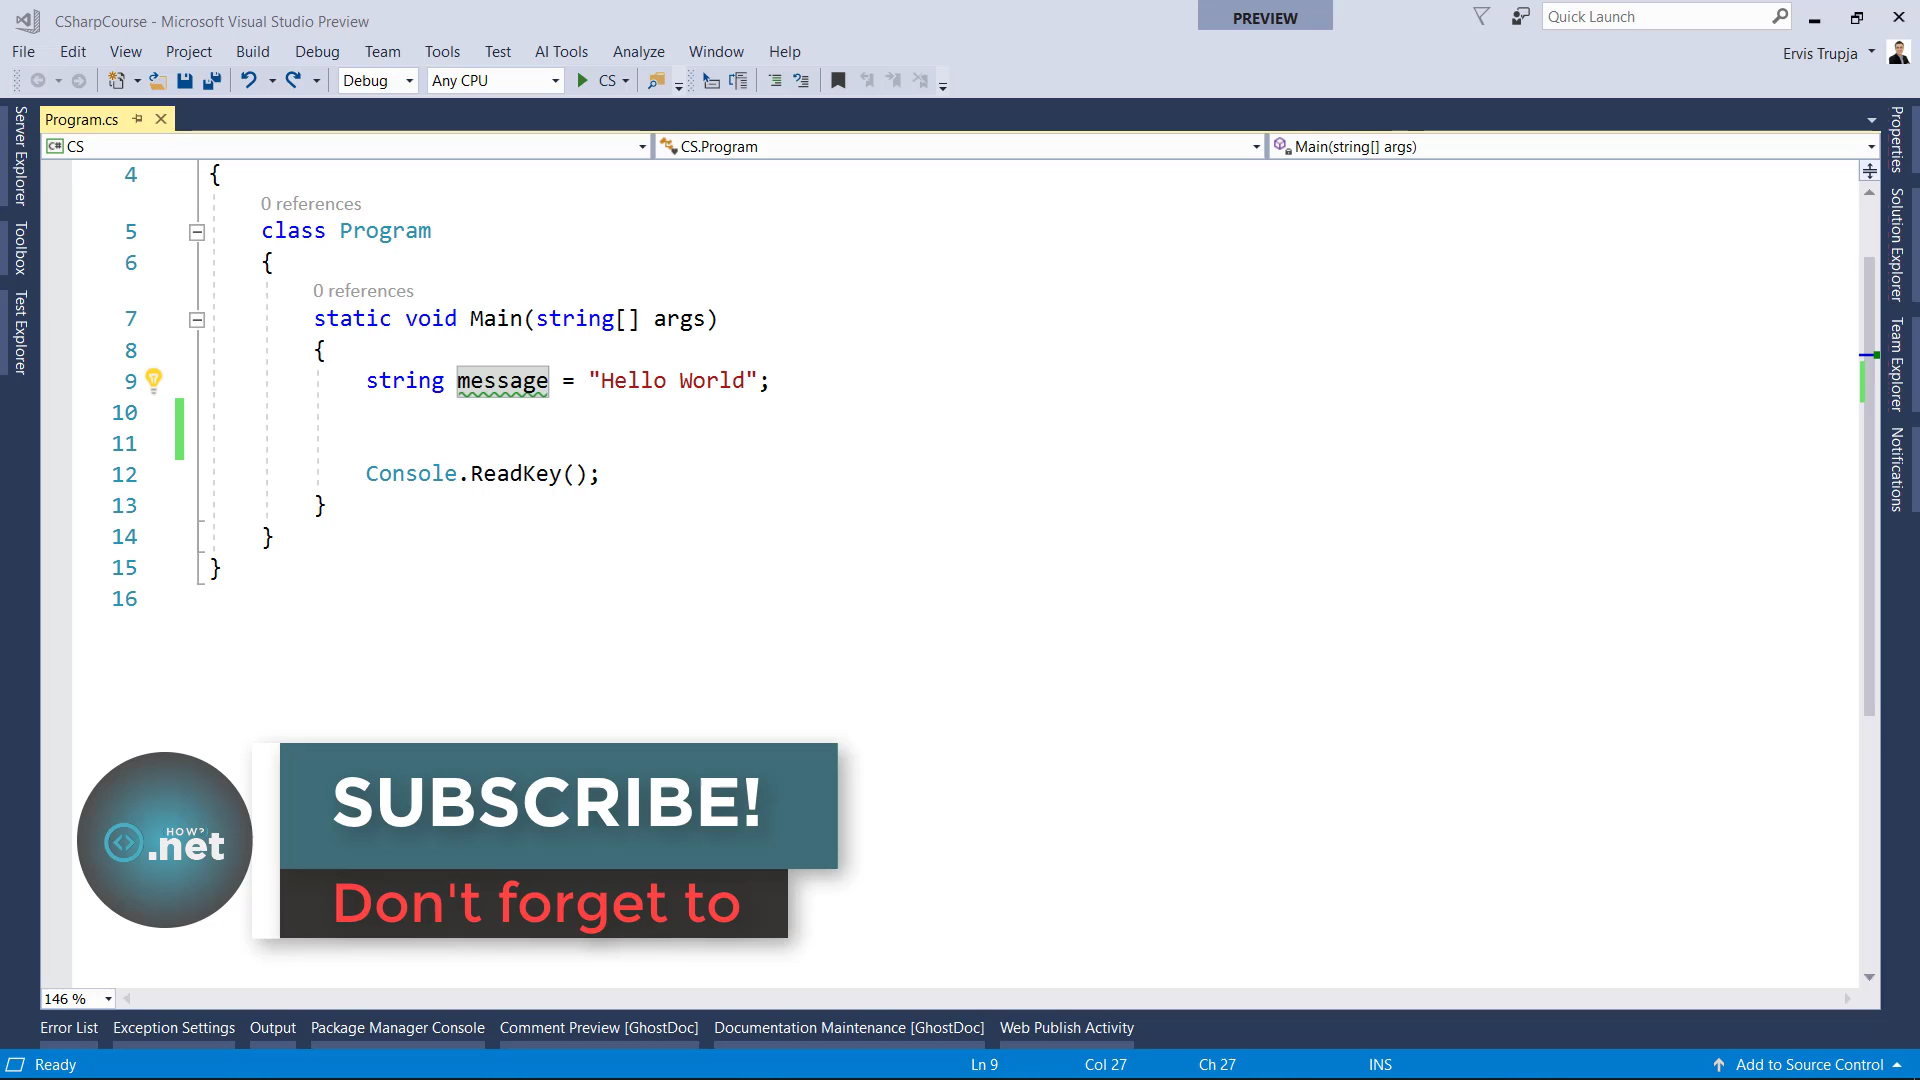 CSharpCourse - Microsoft Visual Studio Preview
PREVIEW
Quick Launch
File Edit View Project Build Debug Team Tools Test AI Tools Analyze Window Help
Ervis Trupja
Debug Any CPU CS
Program.cs
CS CS.Program Main(string[] args)
Server Explorer
Toolbox
Test Explorer
Properties
Solution Explorer
Team Explorer
Notifications
4 {
0 references
5 class Program
6 {
0 references
7 static void Main(string[] args)
8 {
9 string message = "Hello World";
10
11
12 Console.ReadKey();
13 }
14 }
15 }
16
HOW?
.net
SUBSCRIBE!
Don't forget to
146 %
Error List Exception Settings Output Package Manager Console Comment Preview [GhostDoc] Documentation Maintenance [GhostDoc] Web Publish Activity
Ready Ln 9 Col 27 Ch 27 INS Add to Source Control